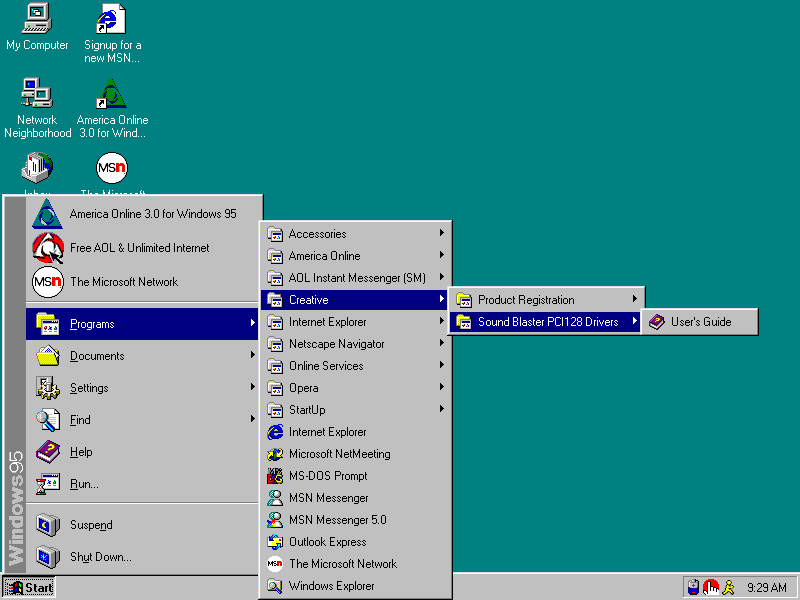 My Computer
Signup for a
new MSN...
Network
Neighborhood
America Online
3.0 for Wind...
MSN
Inbox
The Microsoft
America Online 3.0 for Windows 95
Free AOL & Unlimited Internet
MSN
The Microsoft Network
Programs
Documents
Settings
Find
Help
Run...
Suspend
Shut Down...
Windows95
Accessories
America Online
AOL Instant Messenger (SM)
Creative
Internet Explorer
Netscape Navigator
Online Services
Opera
StartUp
Internet Explorer
Microsoft NetMeeting
MS-DOS Prompt
MSN Messenger
MSN Messenger 5.0
Outlook Express
msn
The Microsoft Network
Windows Explorer
Product Registration
Sound Blaster PCI128 Drivers
User's Guide
Start
9:29 AM